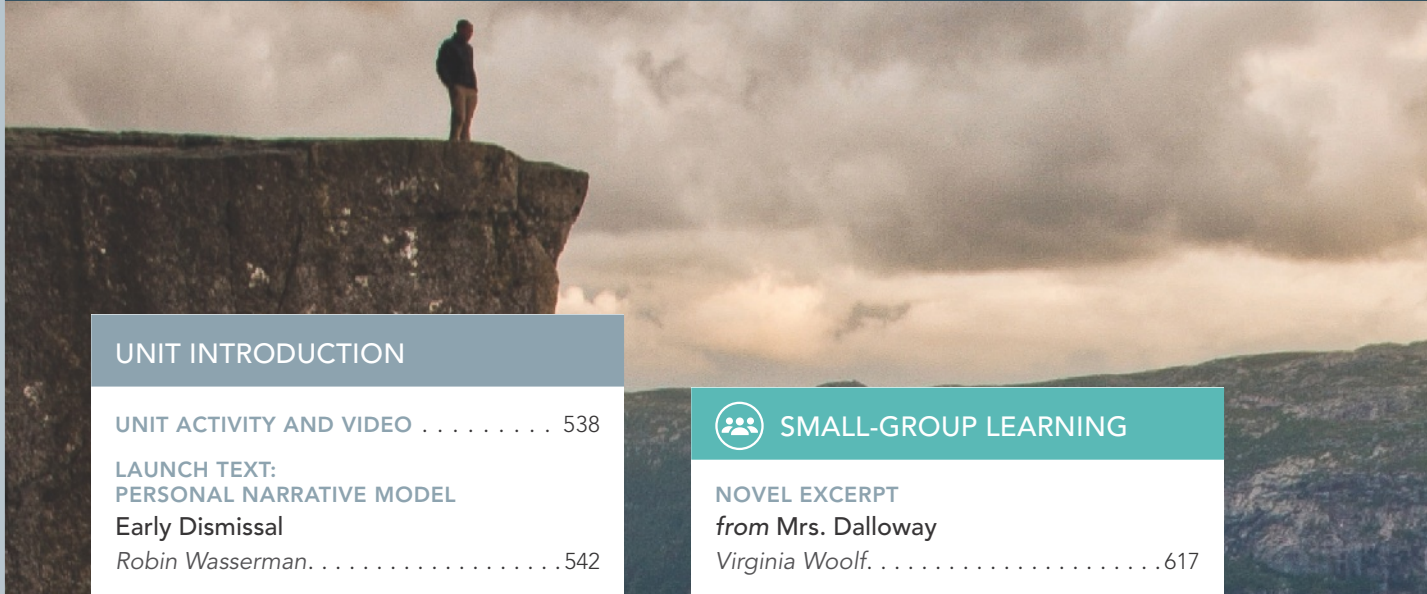 UNIT INTRODUCTION
UNIT ACTIVITY AND VIDEO . . . . . . . . . 538
LAUNCH TEXT:
PERSONAL NARRATIVE MODEL
Early Dismissal
Robin Wasserman. . . . . . . . . . . . . . . . . . .542
SMALL-GROUP LEARNING
NOVEL EXCERPT
from Mrs. Dalloway
Virginia Woolf. . . . . . . . . . . . . . . . . . . . . .617